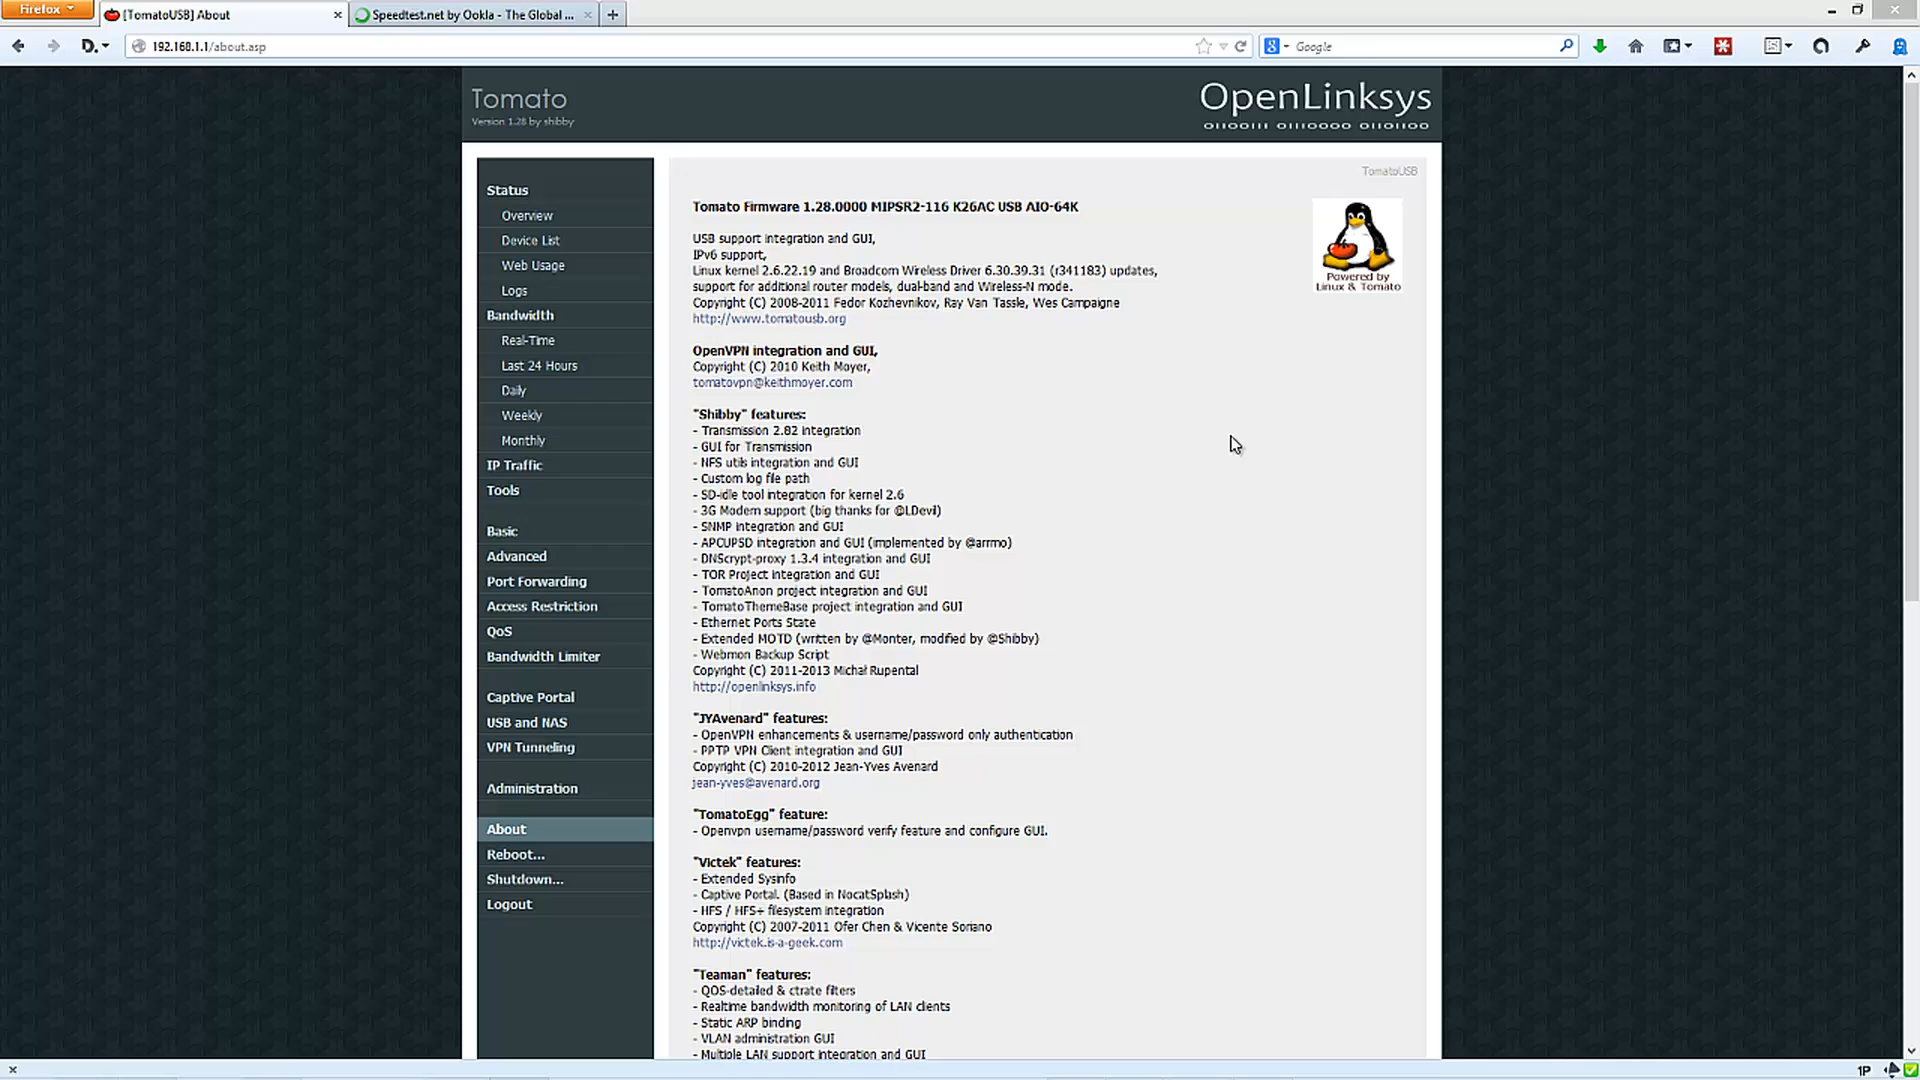 Firefox
[TomatoUSB] About
Speedtest.net by Ookla - The Global ...
D.
192.168.1.1/about.asp
Google
Tomato
Version 1.28 by shibby
OpenLinksys
01100111 01110000 01101100
TomatoUSB
Status
Overview
Device List
Web Usage
Logs
Bandwidth
Real-Time
Last 24 Hours
Daily
Weekly
Monthly
IP Traffic
Tools
Basic
Advanced
Port Forwarding
Access Restriction
QoS
Bandwidth Limiter
Captive Portal
USB and NAS
VPN Tunneling
Administration
About
Reboot...
Shutdown...
Logout
Tomato Firmware 1.28.0000 MIPSR2-116 K26AC USB AIO-64K
USB support integration and GUI,
IPv6 support,
Linux kernel 2.6.22.19 and Broadcom Wireless Driver 6.30.39.31 (r341183) updates,
support for additional router models, dual-band and Wireless-N mode.
Copyright (C) 2008-2011 Fedor Kozhevnikov, Ray Van Tassle, Wes Campaigne
http://www.tomatousb.org
Powered by
Linux & Tomato
OpenVPN integration and GUI,
Copyright (C) 2010 Keith Moyer,
tomatovpn@keithmoyer.com
"Shibby" features:
- Transmission 2.82 integration
- GUI for Transmission
- NFS utils integration and GUI
- Custom log file path
- SD-idle tool integration for kernel 2.6
- 3G Modem support (big thanks for @LDevil)
- SNMP integration and GUI
- APCUPSD integration and GUI (implemented by @arrmo)
- DNScrypt-proxy 1.3.4 integration and GUI
- TOR Project integration and GUI
- TomatoAnon project integration and GUI
- TomatoThemeBase project integration and GUI
- Ethernet Ports State
- Extended MOTD (written by @Monter, modified by @Shibby)
- Webmon Backup Script
Copyright (C) 2011-2013 Michał Rupental
http://openlinksys.info
"JYAvenard" features:
- OpenVPN enhancements & username/password only authentication
- PPTP VPN Client integration and GUI
Copyright (C) 2010-2012 Jean-Yves Avenard
jean-yves@avenard.org
"TomatoEgg" feature:
- Openvpn username/password verify feature and configure GUI.
"Victek" features:
- Extended Sysinfo
- Captive Portal. (Based in NocatSplash)
- HFS / HFS+ filesystem integration
Copyright (C) 2007-2011 Ofer Chen & Vicente Soriano
http://victek.is-a-geek.com
"Teaman" features:
- QOS-detailed & ctrate filters
- Realtime bandwidth monitoring of LAN clients
- Static ARP binding
- VLAN administration GUI
- Multiple LAN support integration and GUI
1P